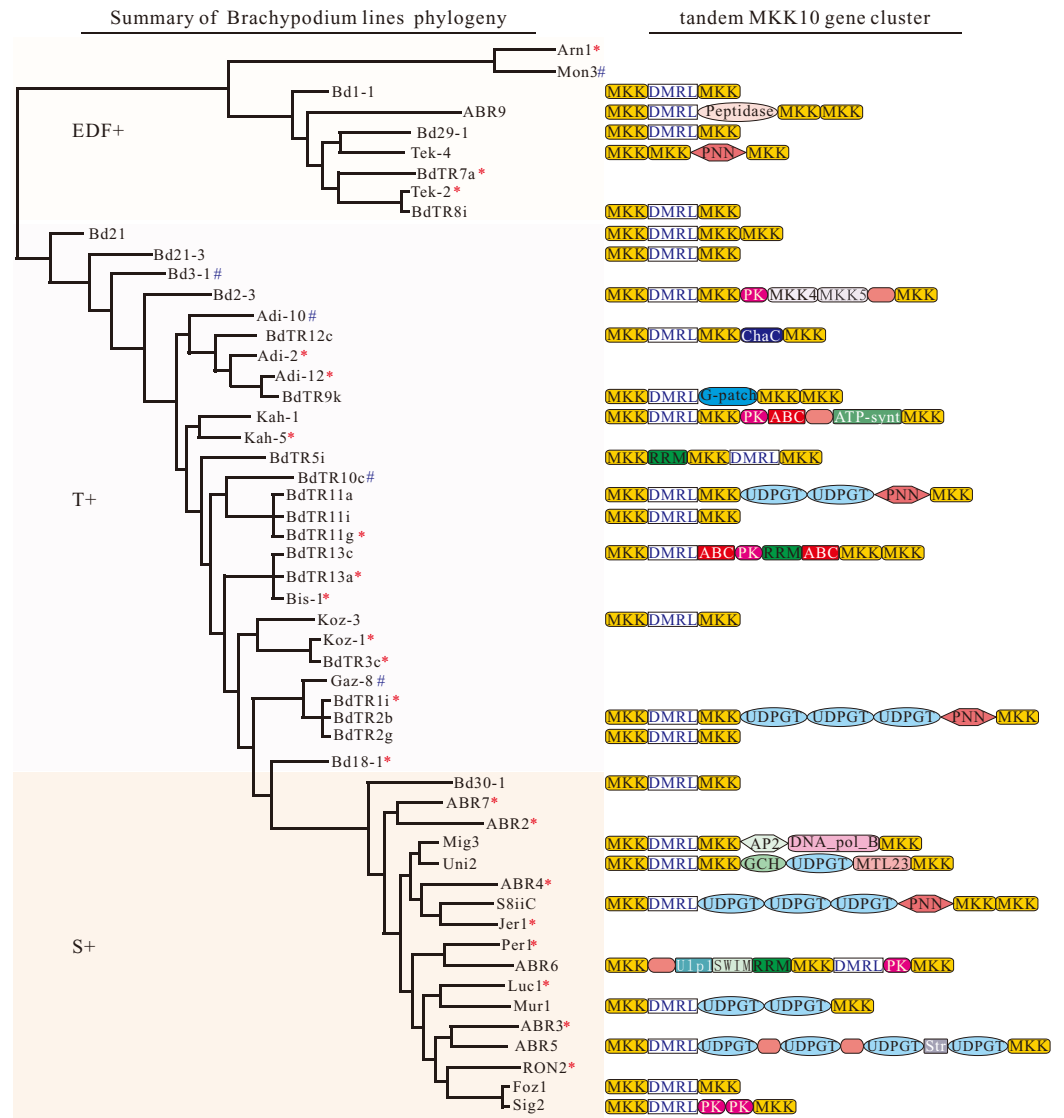 Summary of Brachypodium lines phylogeny tandem MKK10 gene cluster
Arn1*
Mon3#
Bd1-1 MKK DMRL MKK
ABR9 MKK DMRL Peptidase MKK MKK
EDF+
Bd29-1 MKK DMRL MKK
Tek-4 MKK MKK PNN MKK
BdTR7a*
Tek-2*
BdTR8i MKK DMRL MKK
Bd21 MKK DMRL MKK MKK
Bd21-3 MKK DMRL MKK
Bd3-1#
Bd2-3 MKK DMRL MKK PK MKK4 MKK5 MKK
Adi-10#
BdTR12c MKK DMRL MKK ChaC MKK
Adi-2*
Adi-12*
BdTR9k MKK DMRL G-patch MKK MKK
Kah-1 MKK DMRL MKK PK ABC ATP-synt MKK
Kah-5*
BdTR5i MKK RRM MKK DMRL MKK
BdTR10c#
T+ BdTR11a MKK DMRL MKK UDPGT UDPGT PNN MKK
BdTR11i MKK DMRL MKK
BdTR11g*
BdTR13c MKK DMRL ABC PK RRM ABC MKK MKK
BdTR13a*
Bis-1*
Koz-3 MKK DMRL MKK
Koz-1*
BdTR3c*
Gaz-8#
BdTR1i*
BdTR2b MKK DMRL MKK UDPGT UDPGT UDPGT PNN MKK
BdTR2g MKK DMRL MKK
Bd18-1*
Bd30-1 MKK DMRL MKK
ABR7*
ABR2*
Mig3 MKK DMRL MKK AP2 DNA_pol_B MKK
Uni2 MKK DMRL MKK GCH UDPGT MTL23 MKK
ABR4*
S8iiC MKK DMRL UDPGT UDPGT UDPGT PNN MKK MKK
Jer1*
S+ Per1*
ABR6 MKK Ulp1 SWIM RRM MKK DMRL PK MKK
Luc1*
Mur1 MKK DMRL UDPGT UDPGT MKK
ABR3*
ABR5 MKK DMRL UDPGT UDPGT UDPGT Str UDPGT MKK
RON2*
Foz1 MKK DMRL MKK
Sig2 MKK DMRL PK PK MKK